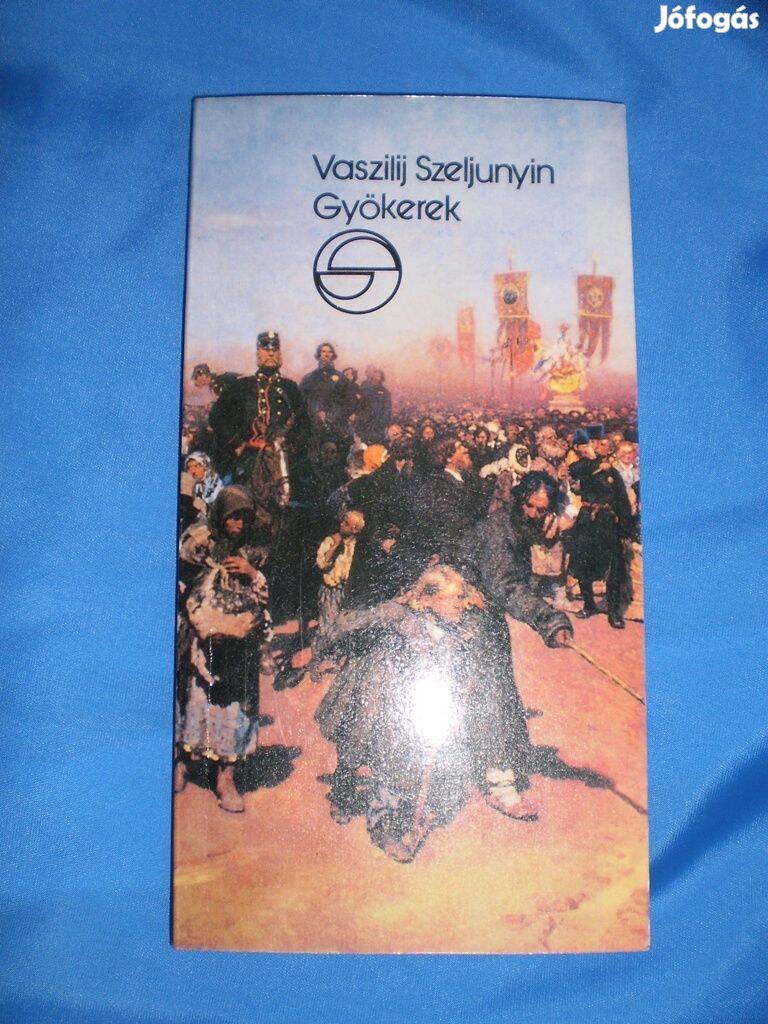 Jófogás
Vaszilij Szeljunyin
Gyökerek